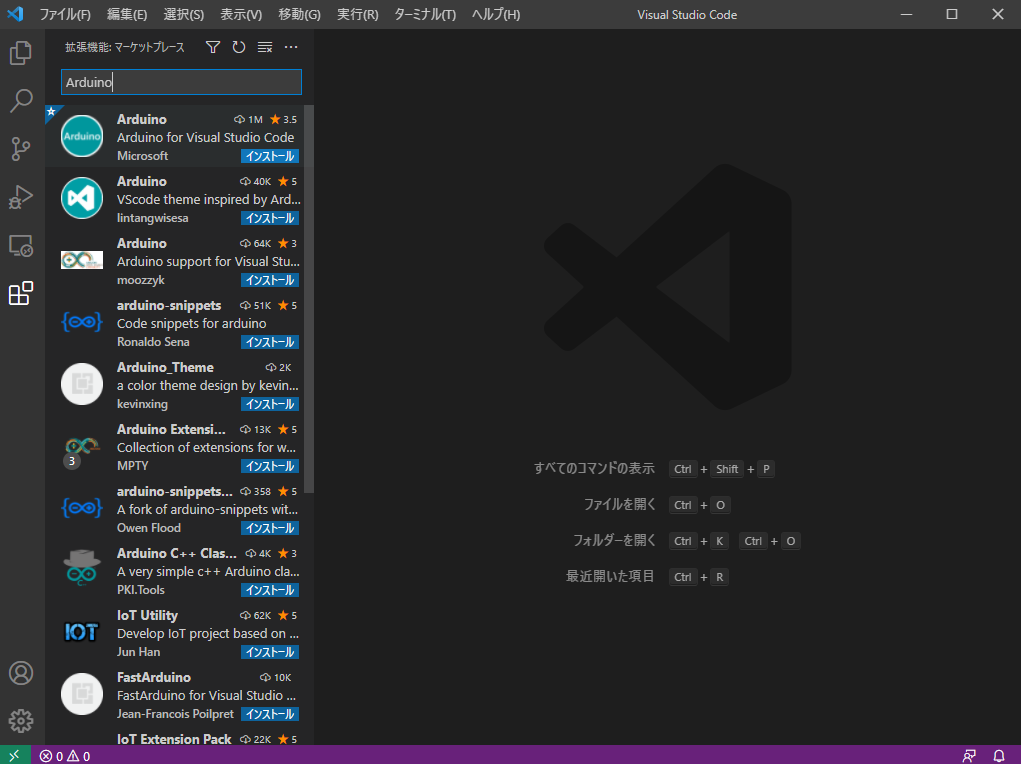 ファイル(F) 編集(E) 選択(S) 表示(V) 移動(G) 実行(R) ターミナル(T) ヘルプ(H) Visual Studio Code
拡張機能: マーケットプレース
Arduino
Arduino 1M 3.5
Arduino
Arduino for Visual Studio Code
Microsoft インストール
Arduino 40K 5
VScode theme inspired by Ard...
lintangwisesa インストール
Arduino 64K 3
Arduino support for Visual Stu...
moozzyk インストール
arduino-snippets 51K 5
Code snippets for arduino
Ronaldo Sena インストール
Arduino_Theme 2K
a color theme design by kevin...
kevinxing インストール
Arduino Extensi... 13K 5
Collection of extensions for w...
3
MPTY インストール
arduino-snippets... 358 5
A fork of arduino-snippets wit...
Owen Flood インストール
Arduino C++ Clas... 4K 3
A very simple c++ Arduino cla...
PKI.Tools インストール
IoT Utility 62K 5
IOT
Develop IoT project based on ...
Jun Han インストール
FastArduino 10K
FastArduino for Visual Studio ...
Jean-Francois Poilpret インストール
IoT Extension Pack 22K 5
すべてのコマンドの表示 Ctrl + Shift + P
ファイルを開く Ctrl + O
フォルダーを開く Ctrl + K Ctrl + O
最近開いた項目 Ctrl + R
0 0